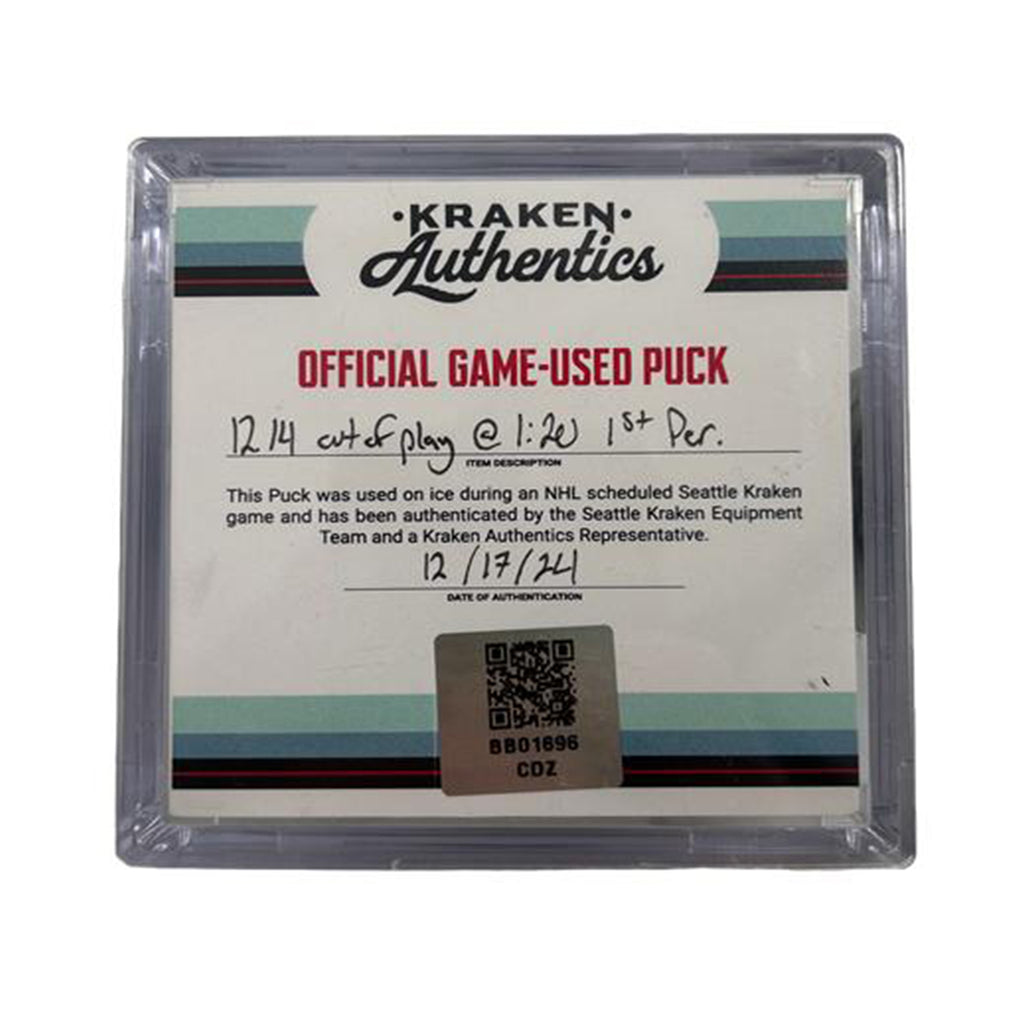 ·KRAKEN·
Authentics
OFFICIAL GAME-USED PUCK
12 14 out of play @ 1:20 1st Per.
ITEM DESCRIPTION
This Puck was used on ice during an NHL scheduled Seattle Kraken
game and has been authenticated by the Seattle Kraken Equipment
Team and a Kraken Authentics Representative.
12/17/24
DATE OF AUTHENTICATION
BB01696
CDZ